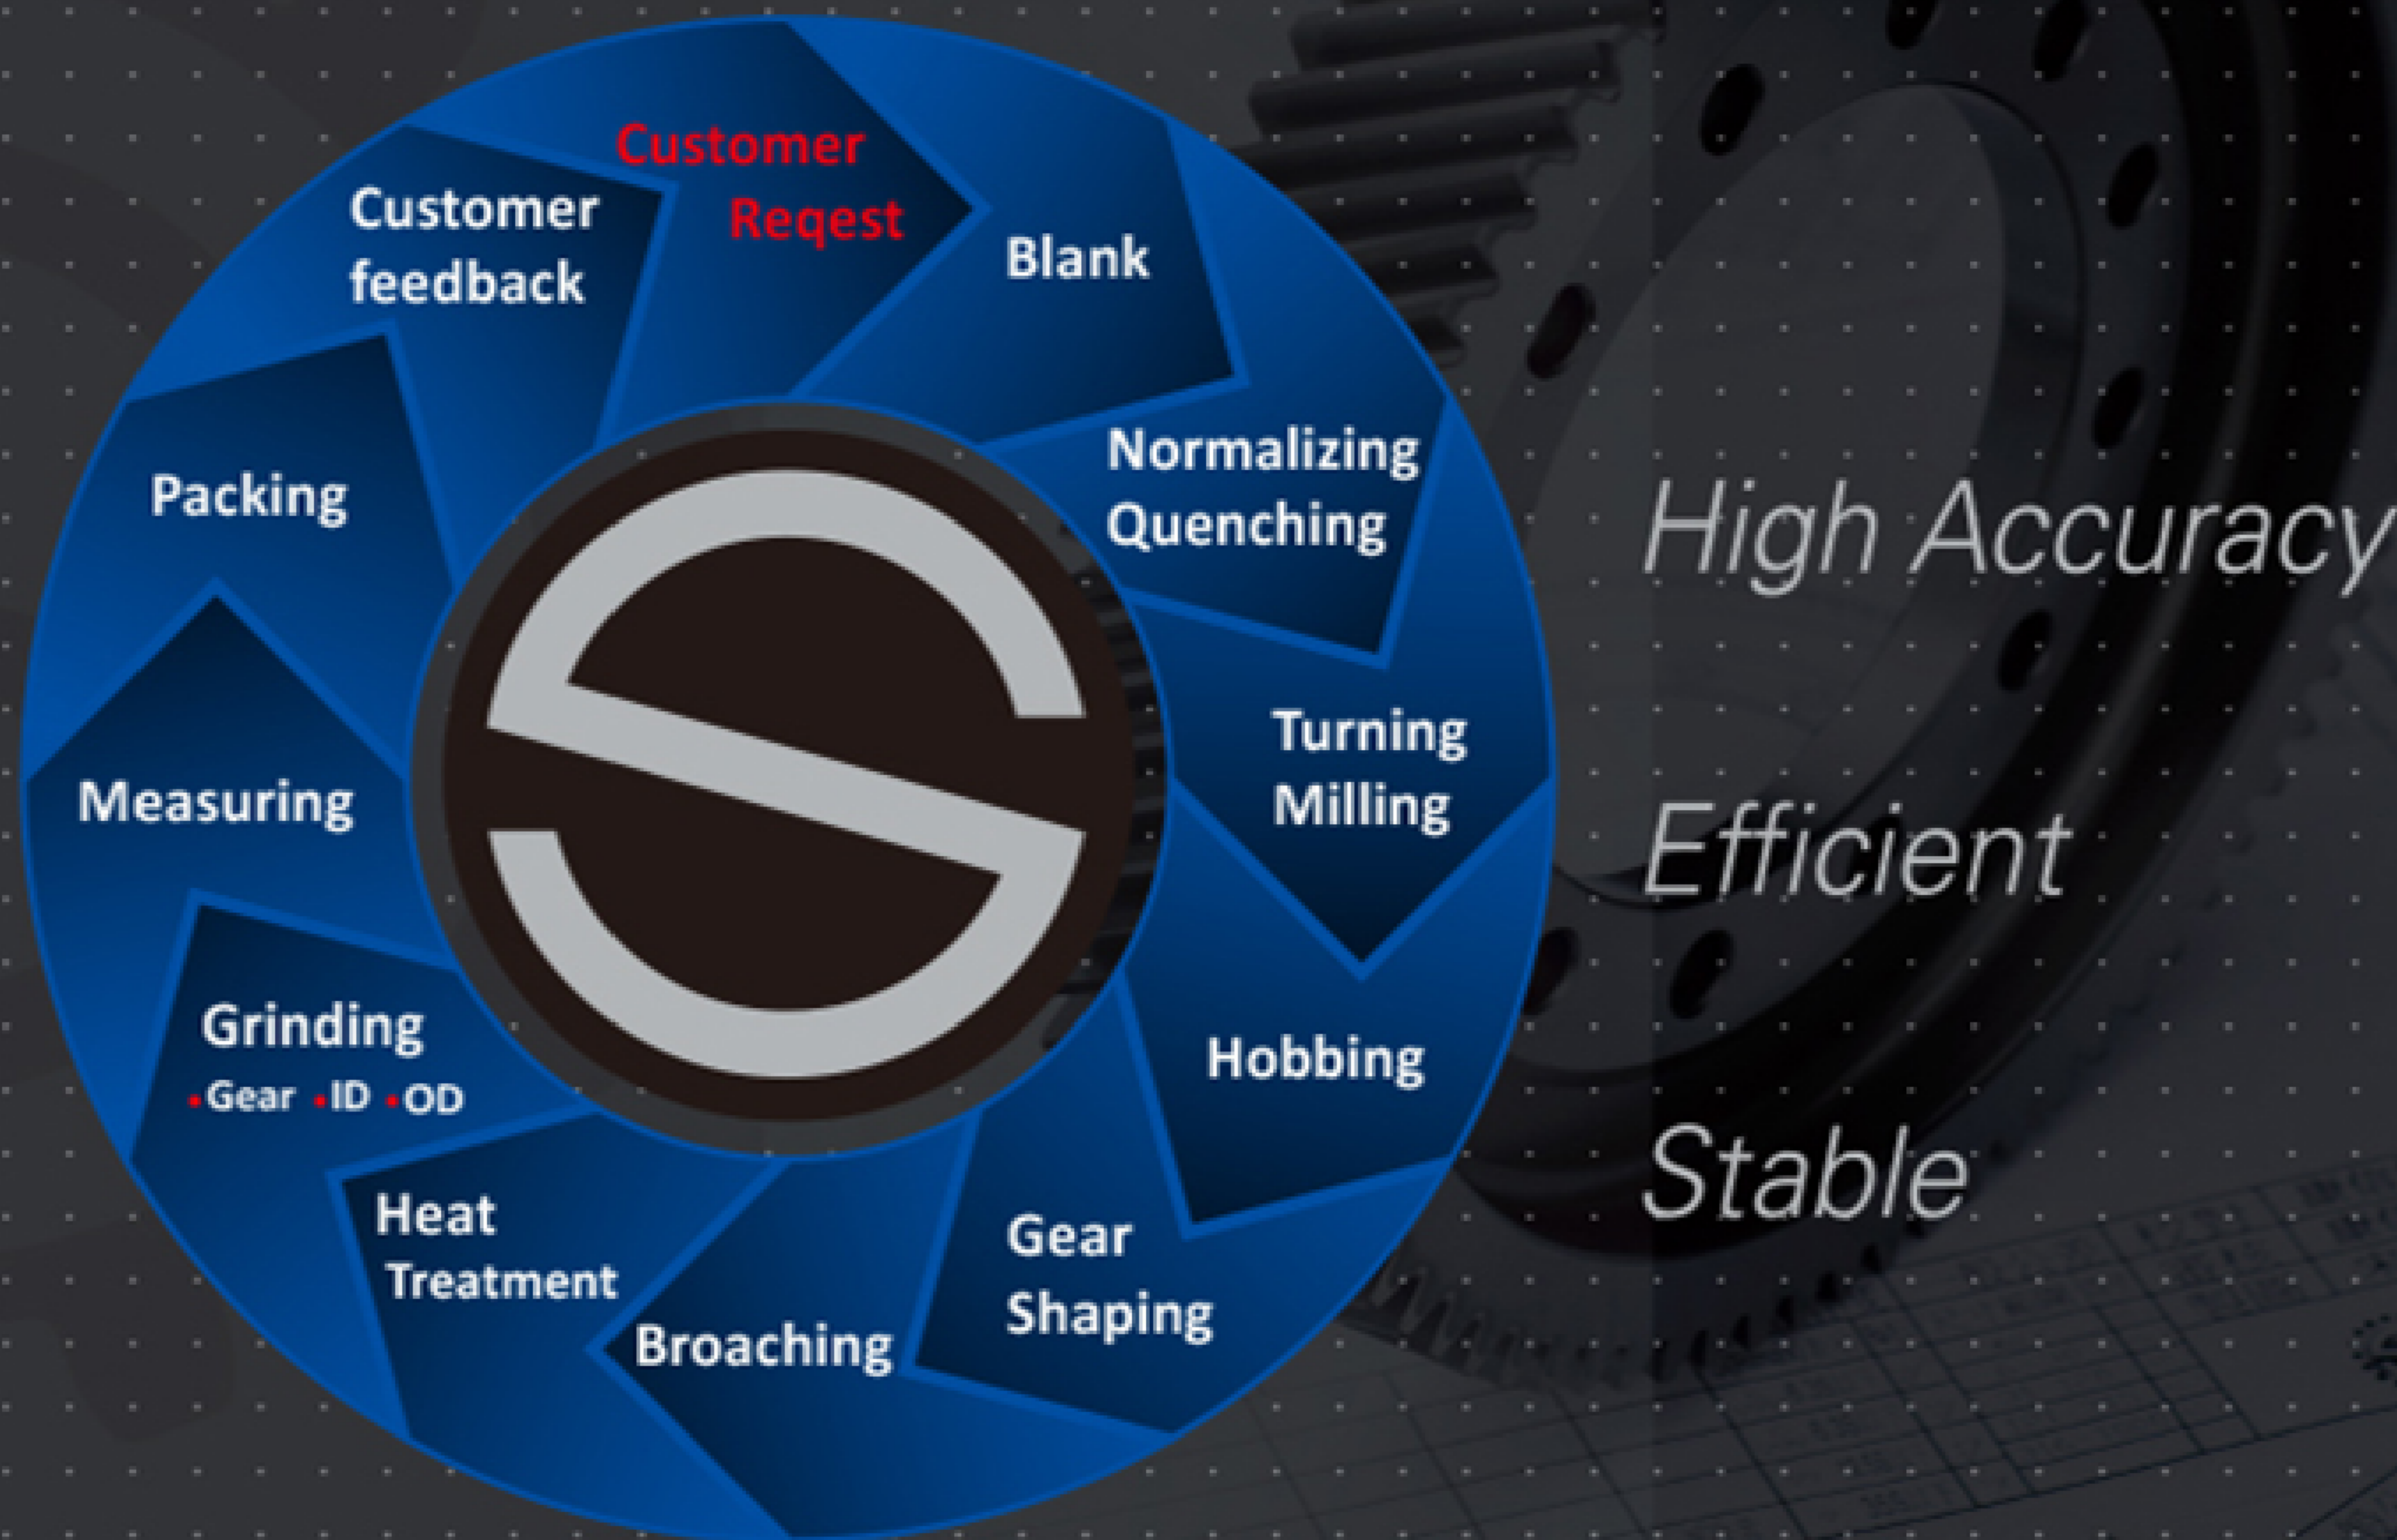 Customer
Reqest
Blank
Normalizing
Quenching
Turning
Milling
Hobbing
Gear
Shaping
Broaching
Heat
Treatment
Grinding
•Gear •ID •OD
Measuring
Packing
Customer
feedback
High Accuracy
Efficient
Stable